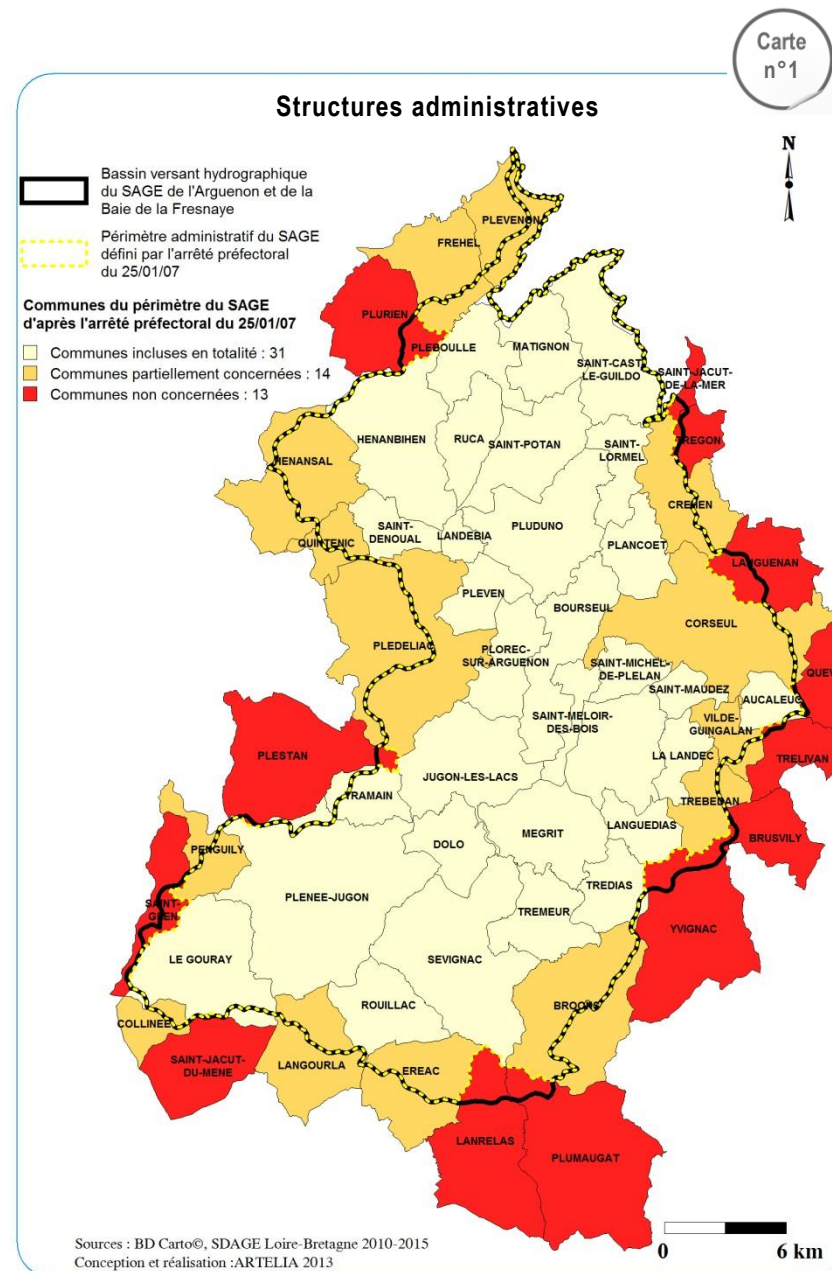 Carte
n°1
Structures administratives
N
Bassin versant hydrographique
du SAGE de l'Arguenon et de la
Baie de la Fresnaye
Périmètre administratif du SAGE
défini par l'arrêté préfectoral
du 25/01/07
Communes du périmètre du SAGE
d'après l'arrêté préfectoral du 25/01/07
Communes incluses en totalité : 31
Communes partiellement concernées : 14
Communes non concernées : 13
PLEVENON
FREHEL
PLURIEN
PLEBOULLE
MATIGNON
SAINT-CAST-
LE-GUILDO
SAINT-JACUT-
DE-LA-MER
TREGON
HENANBIHEN
RUCA
SAINT-POTAN
SAINT-
LORMEL
HENANSAL
CREHEN
QUINTENIC
SAINT-
DENOUAL
LANDEBIA
PLUDUNO
PLANCOET
LANGUENAN
PLEVEN
BOURSEUL
CORSEUL
PLEDELIAC
PLOREC-
SUR-ARGUENON
SAINT-MICHEL-
DE-PLELAN
SAINT-MAUDEZ
QUEV
AUCALEUC
SAINT-MELOIR-
DES-BOIS
VILDE-
GUINGALAN
PLESTAN
LA LANDEC
TRELIVAN
JUGON-LES-LACS
TRAMAIN
TREBEDAN
LANGUEDIAS
BRUSVILY
DOLO
MEGRIT
PENGUILY
TREDIAS
PLENEE-JUGON
TREMEUR
SAINT-
GLEN
YVIGNAC
LE GOURAY
SEVIGNAC
ROUILLAC
BROONS
COLLINEE
SAINT-JACUT-
DU-MENE
LANGOURLA
EREAC
LANRELAS
PLUMAUGAT
Sources : BD Carto©, SDAGE Loire-Bretagne 2010-2015
Conception et réalisation :ARTELIA 2013
0 6 km